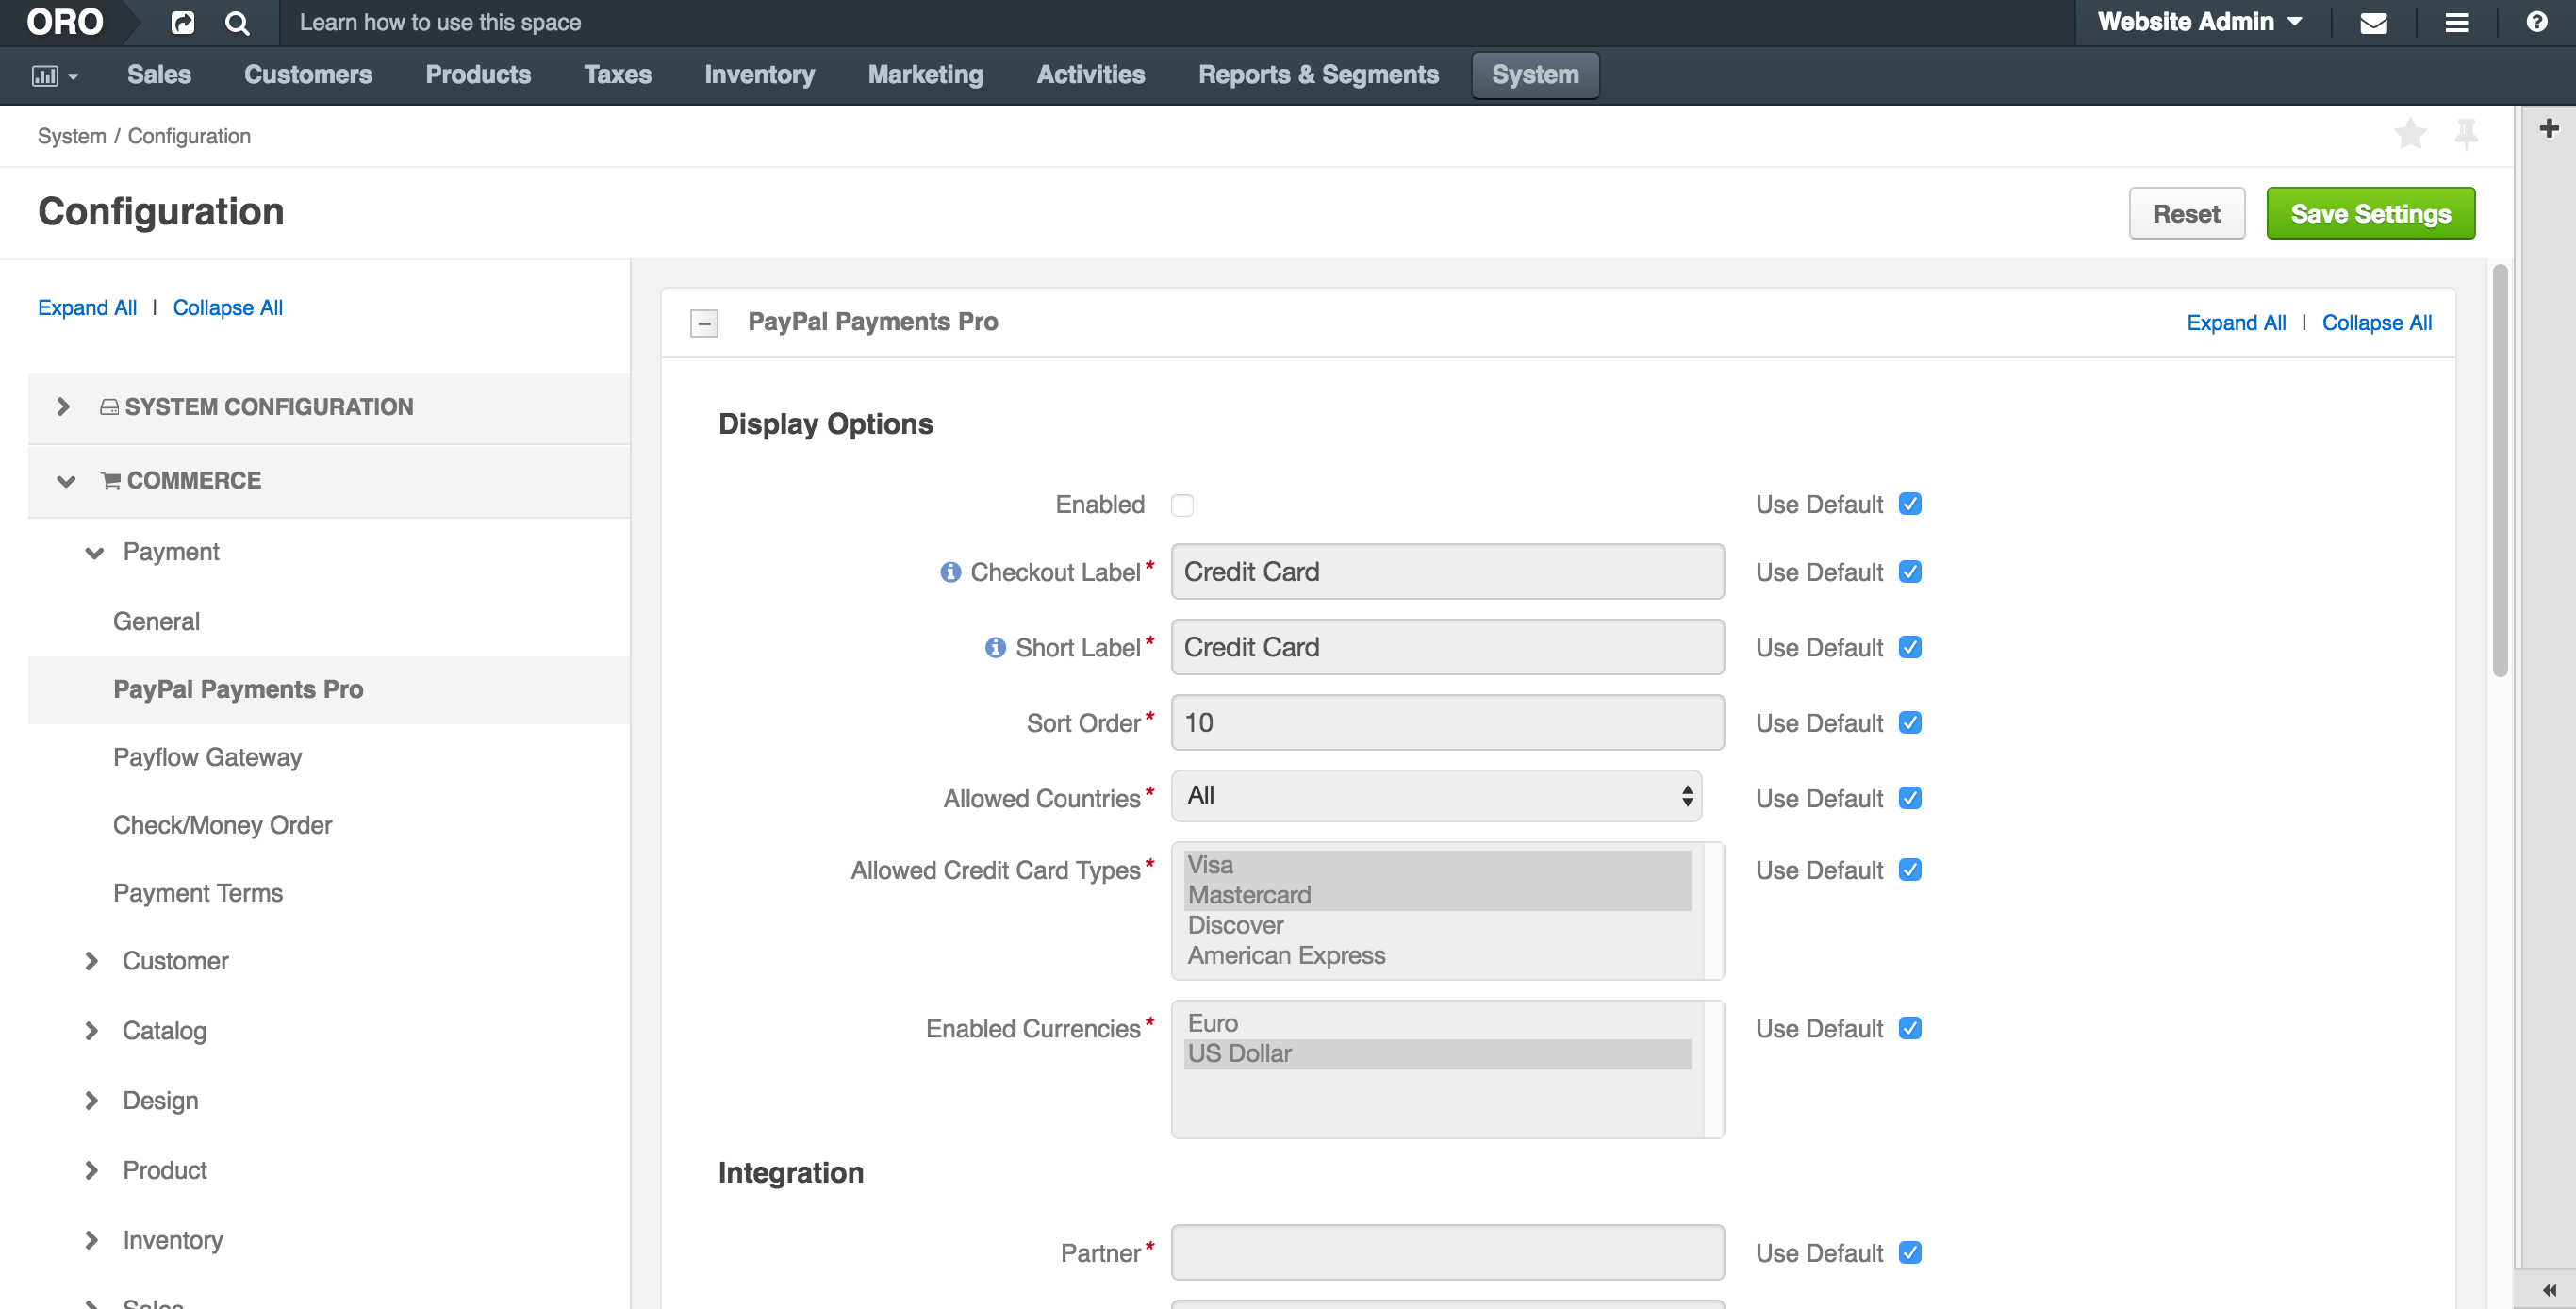 ORO
Learn how to use this space
Website Admin
Sales Customers Products Taxes Inventory Marketing Activities Reports & Segments System
System / Configuration
Configuration
Reset Save Settings
Expand All | Collapse All
SYSTEM CONFIGURATION
COMMERCE
Payment
General
PayPal Payments Pro
Payflow Gateway
Check/Money Order
Payment Terms
Customer
Catalog
Design
Product
Inventory
Sales
PayPal Payments Pro Expand All | Collapse All
Display Options
Enabled Use Default
Checkout Label* Credit Card Use Default
Short Label* Credit Card Use Default
Sort Order* 10 Use Default
Allowed Countries* All Use Default
Allowed Credit Card Types* Visa Use Default
Mastercard
Discover
American Express
Enabled Currencies* Euro Use Default
US Dollar
Integration
Partner* Use Default